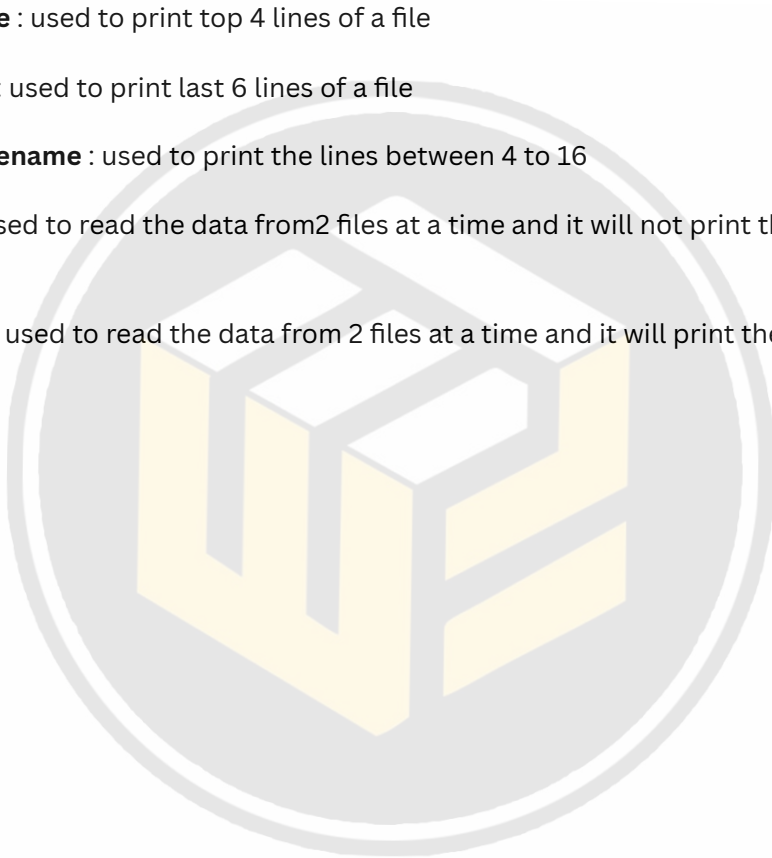 e : used to print top 4 lines of a file
: used to print last 6 lines of a file
ename : used to print the lines between 4 to 16
sed to read the data from2 files at a time and it will not print th
used to read the data from 2 files at a time and it will print the